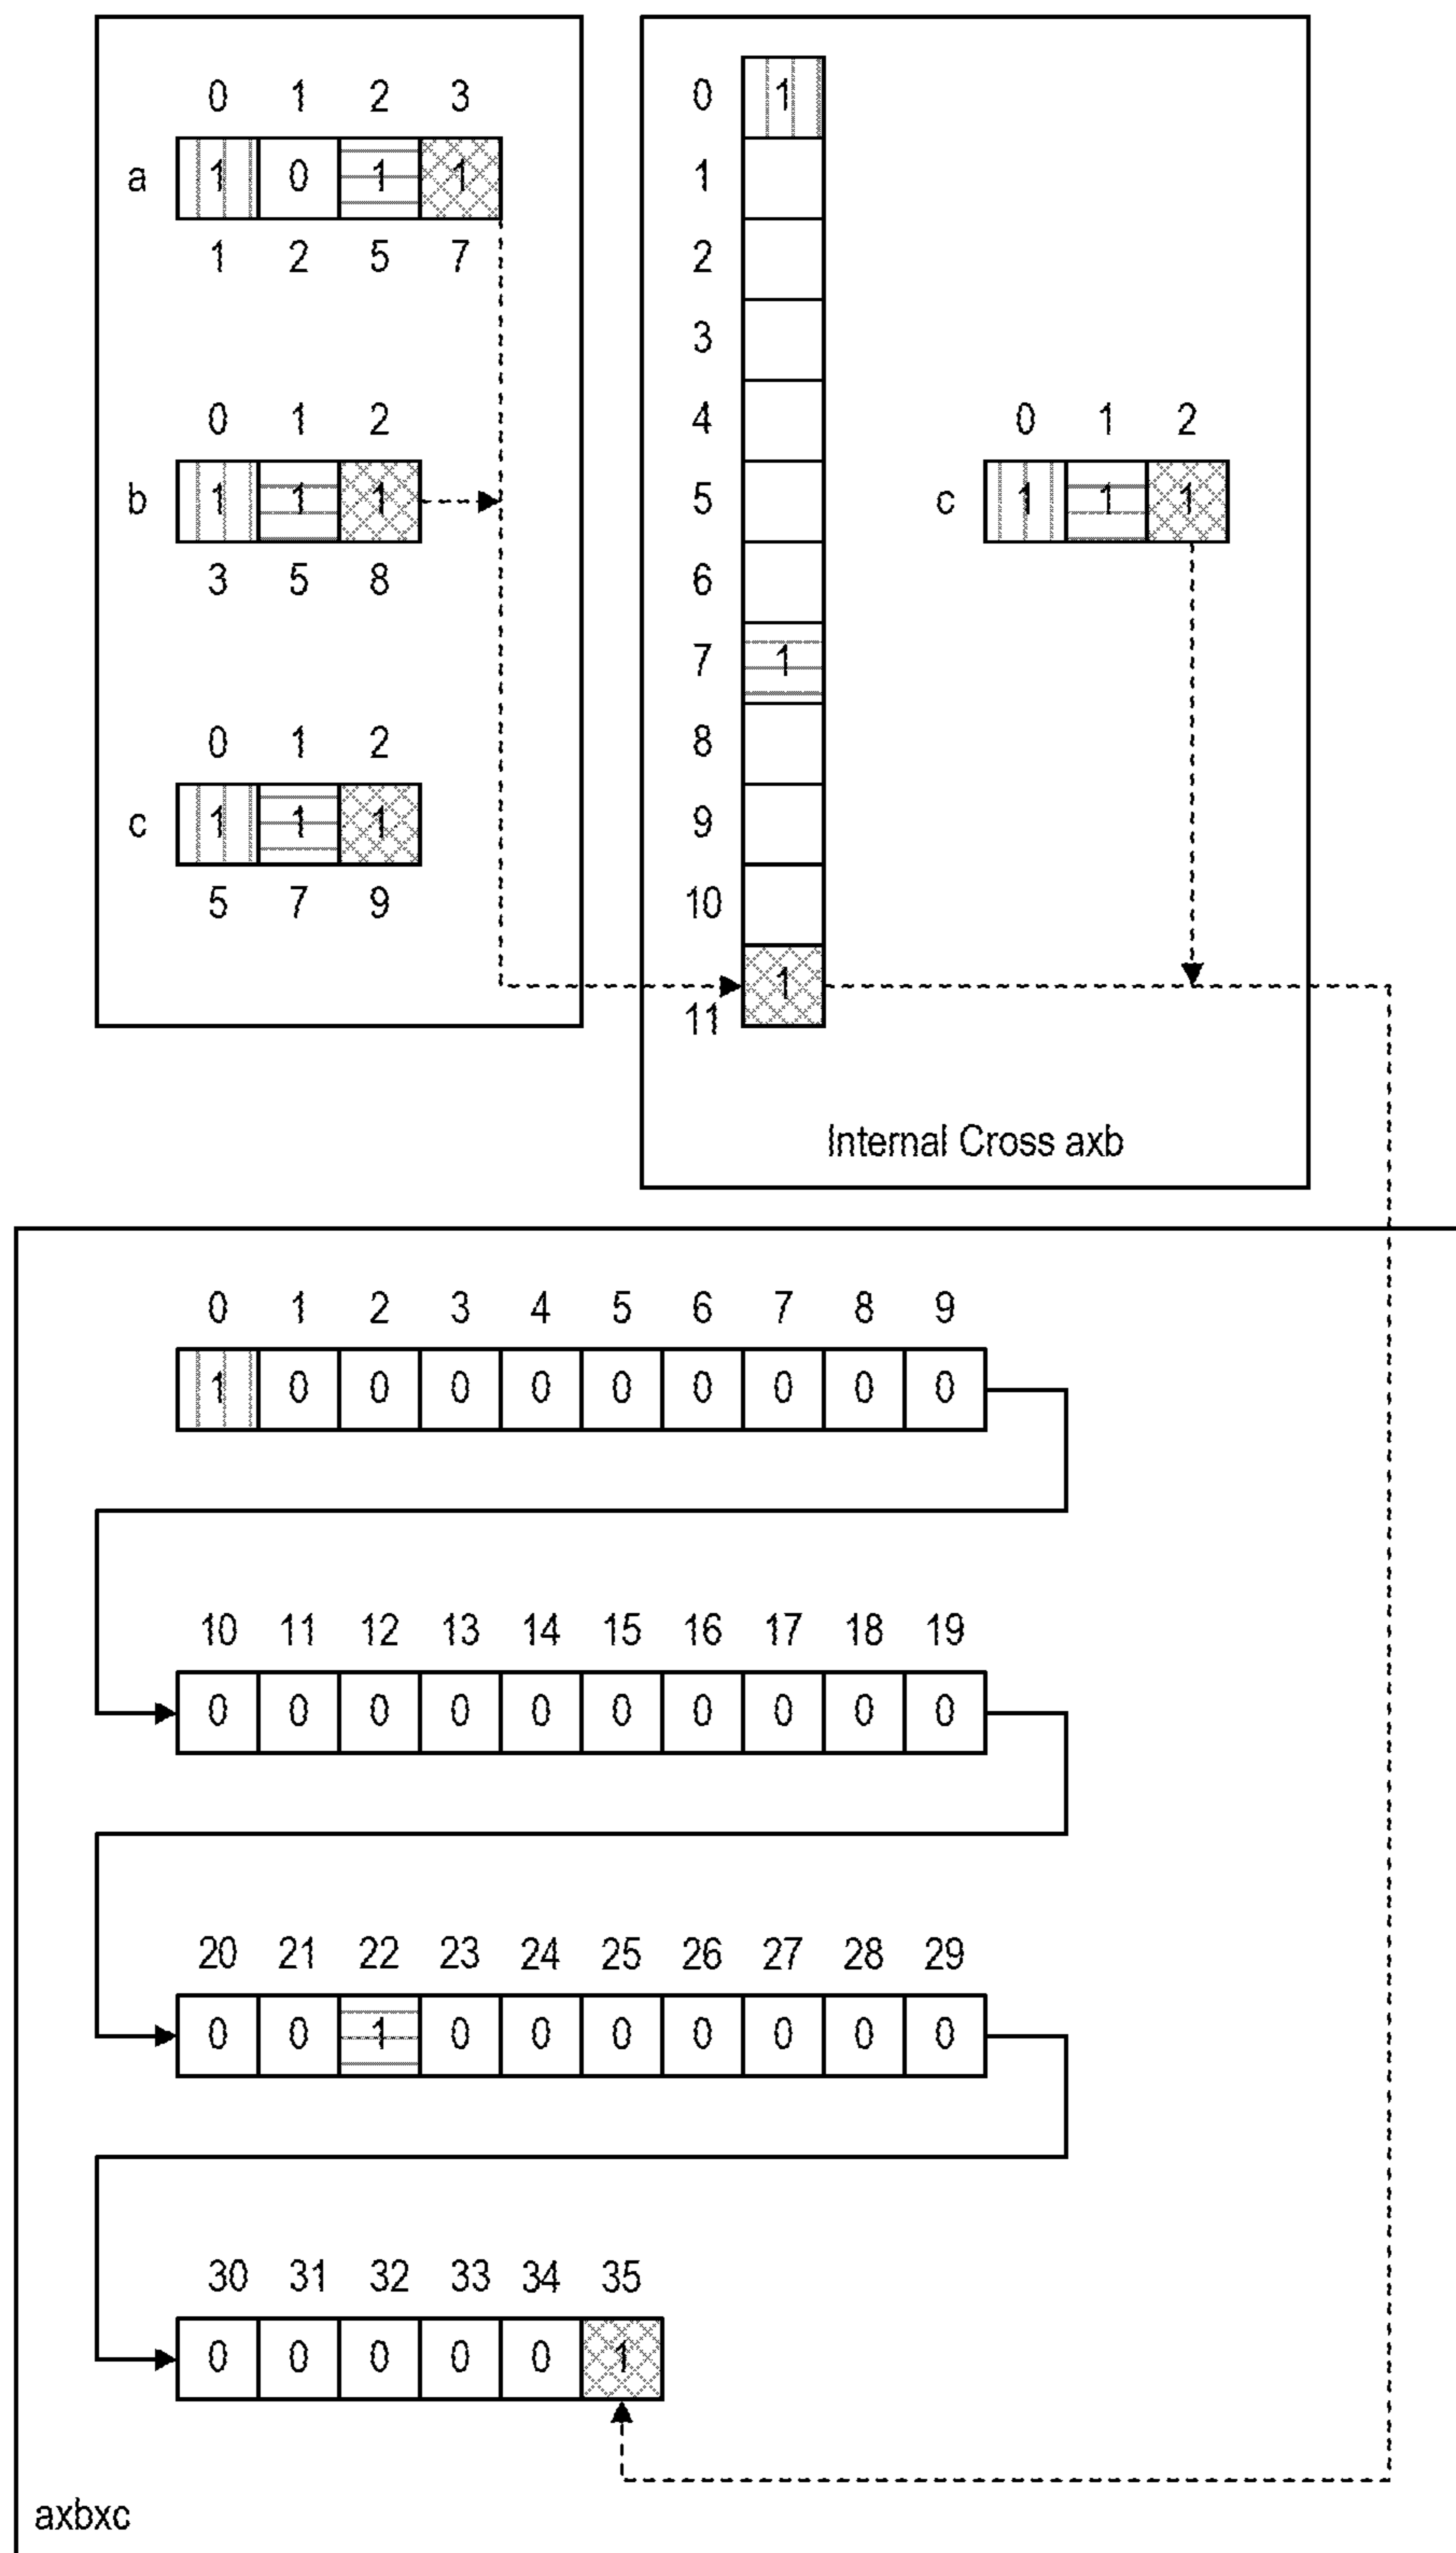 0 1 2 3
a 1 0 1 1
1 2 5 7
0 1 2
b 1 1 1
3 5 8
0 1 2
c 1 1 1
5 7 9
0 1
1
2
3
4
5
6
7 1
8
9
10
11 1
0 1 2
c 1 1 1
Internal Cross axb
0 1 2 3 4 5 6 7 8 9
1 0 0 0 0 0 0 0 0 0
10 11 12 13 14 15 16 17 18 19
0 0 0 0 0 0 0 0 0 0
20 21 22 23 24 25 26 27 28 29
0 0 1 0 0 0 0 0 0 0
30 31 32 33 34 35
0 0 0 0 0 1
axbxc